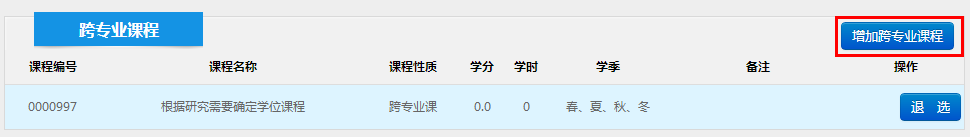 跨专业课程
增加跨专业课程
课程编号 课程名称 课程性质 学分 学时 学季 备注 操作
0000997 根据研究需要确定学位课程 跨专业课 0.0 0 春、夏、秋、冬 退 选